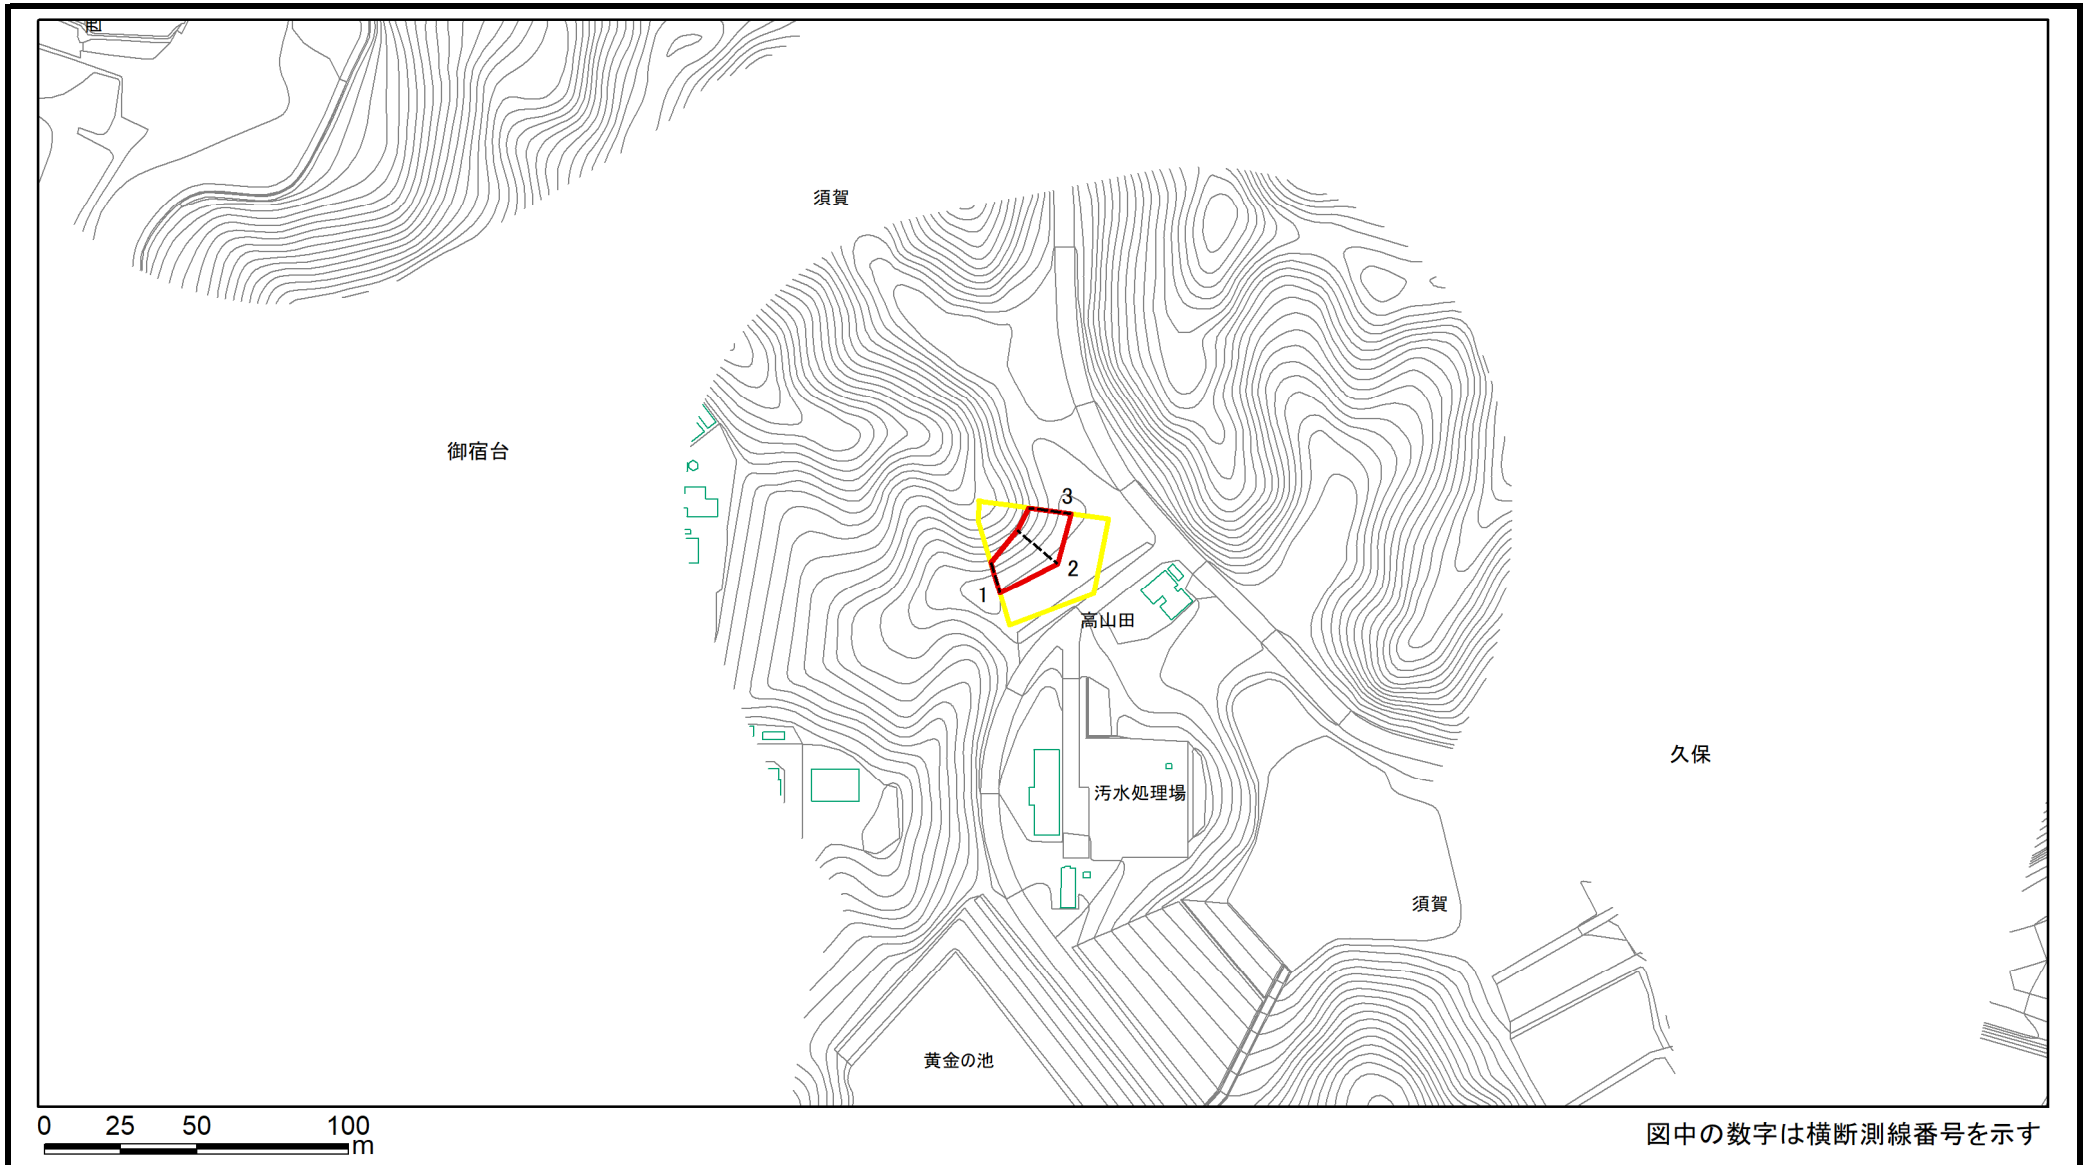 須賀
御宿台
3
2
1
高山田
久保
汚水処理場
須賀
黄金の池
0 25 50 100
m
図中の数字は横断測線番号を示す